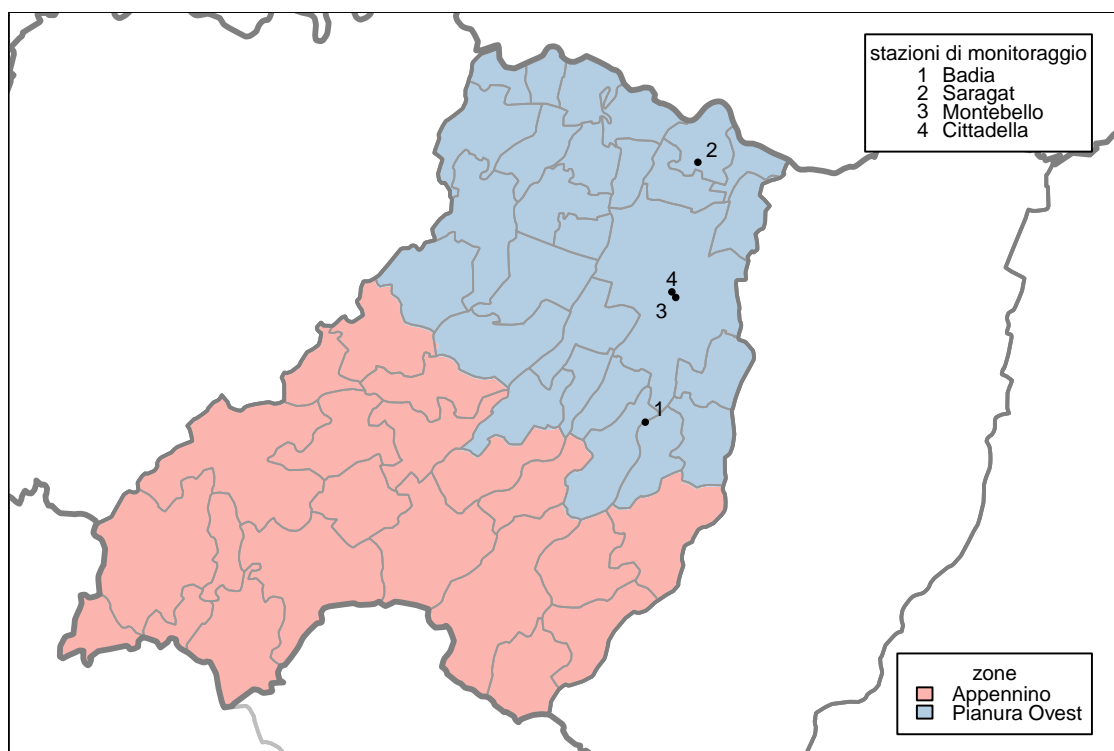 stazioni di monitoraggio
1 Badia
2 Saragat
3 Montebello
4 Cittadella
2
4
3
1
zone
Appennino
Pianura Ovest